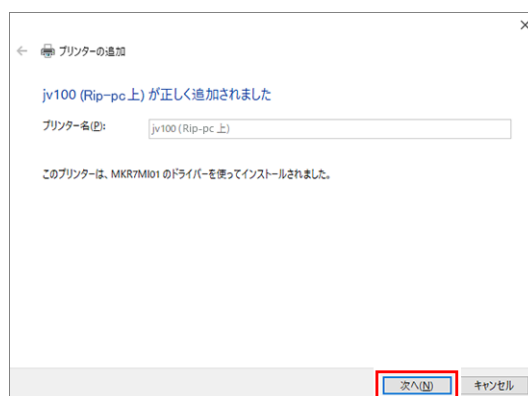 プリンターの追加
jv100 (Rip-pc上) が正しく追加されました
プリンター名(P): jv100 (Rip-pc 上)
このプリンターは、MKR7MI01 のドライバーを使ってインストールされました。
次へ(N) キャンセル